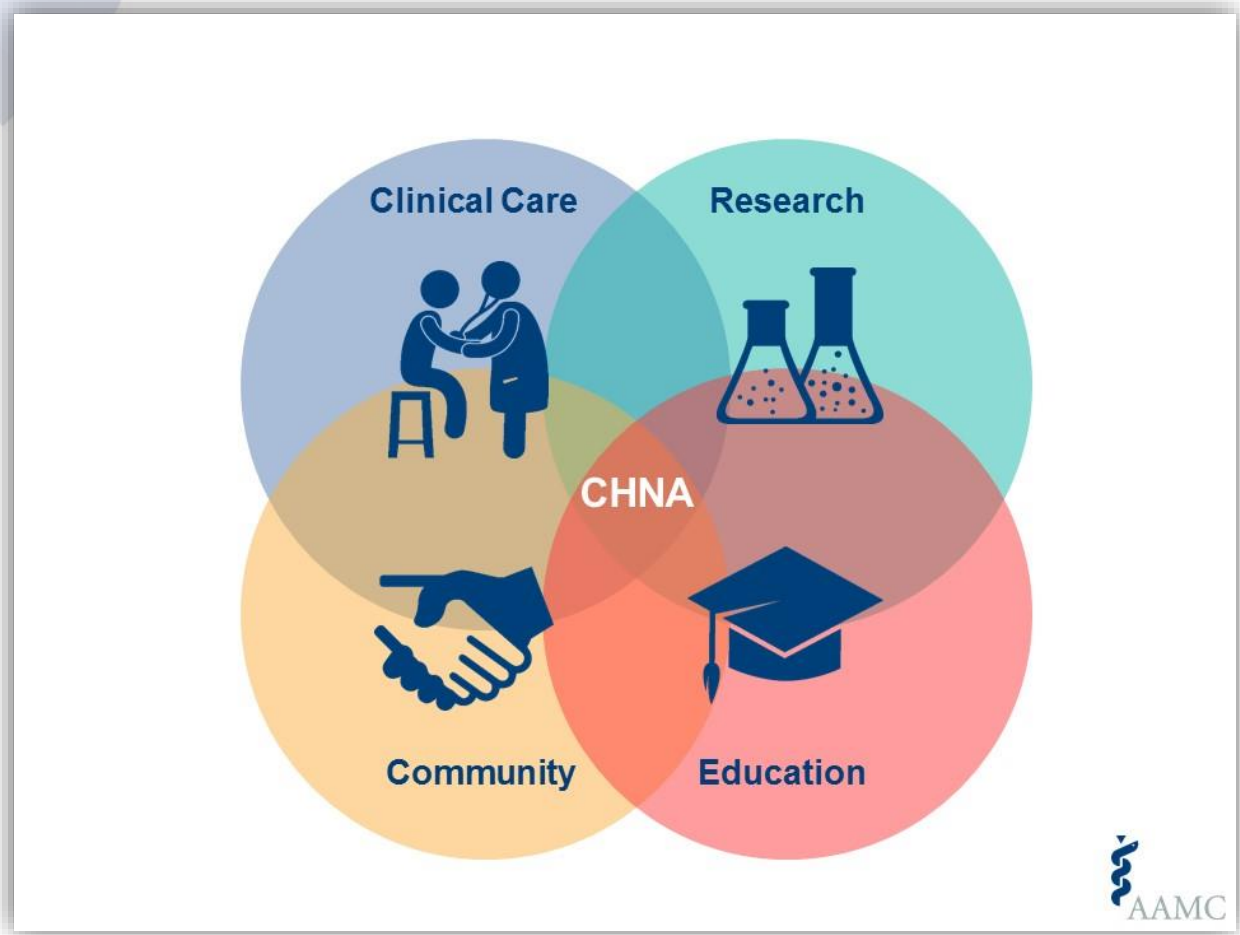 Clinical Care
Research
CHNA
Community
Education
AAMC